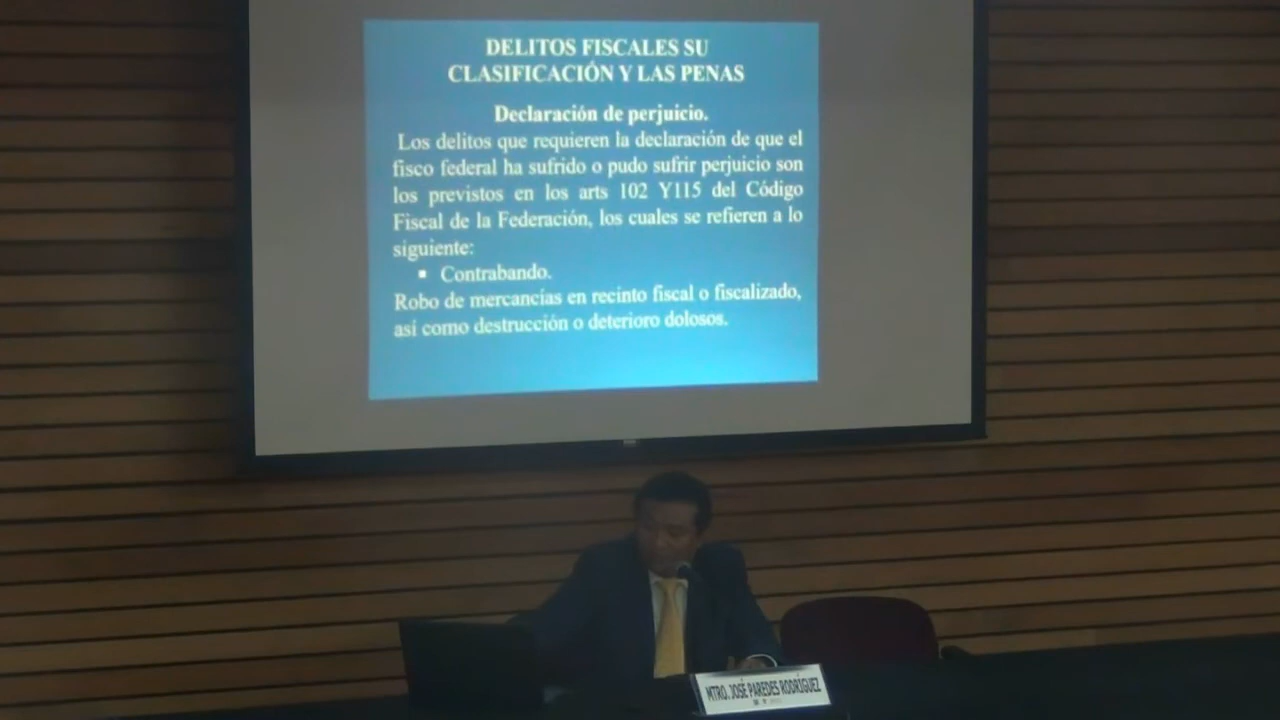 DELITOS FISCALES SU
CLASIFICACIÓN Y LAS PENAS
Declaración de perjuicio.
Los delitos que requieren la declaración de que el
fisco federal ha sufrido o pudo sufrir perjuicio son
los previstos en los arts 102 Y115 del Código
Fiscal de la Federación, los cuales se refieren a lo
siguiente:
▪ Contrabando.
Robo de mercancías en recinto fiscal o fiscalizado,
así como destrucción o deterioro dolosos.
MTRO. JOSÉ PAREDES RODRÍGUEZ